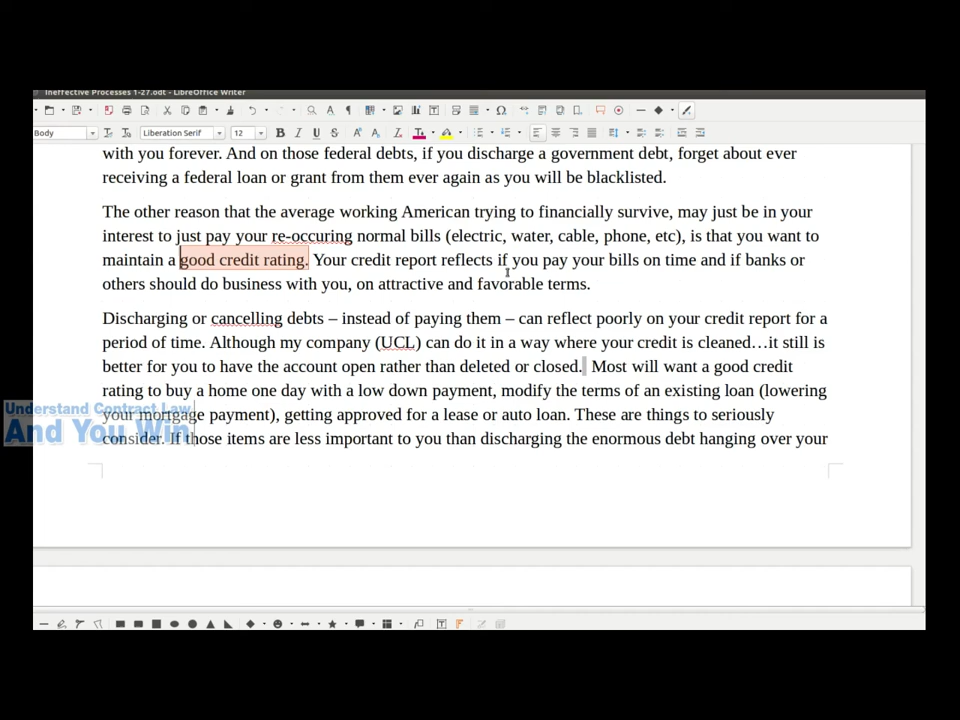 Ineffective Processes 1-27.odt - LibreOffice Writer
Body
Liberation Serif
12
with you forever. And on those federal debts, if you discharge a government debt, forget about ever
receiving a federal loan or grant from them ever again as you will be blacklisted.
The other reason that the average working American trying to financially survive, may just be in your
interest to just pay your re-occuring normal bills (electric, water, cable, phone, etc), is that you want to
maintain a good credit rating. Your credit report reflects if you pay your bills on time and if banks or
others should do business with you, on attractive and favorable terms.
Discharging or cancelling debts – instead of paying them – can reflect poorly on your credit report for a
period of time. Although my company (UCL) can do it in a way where your credit is cleaned…it still is
better for you to have the account open rather than deleted or closed. Most will want a good credit
rating to buy a home one day with a low down payment, modify the terms of an existing loan (lowering
your mortgage payment), getting approved for a lease or auto loan. These are things to seriously
consider. If those items are less important to you than discharging the enormous debt hanging over your
Understand Contract Law
And You Win